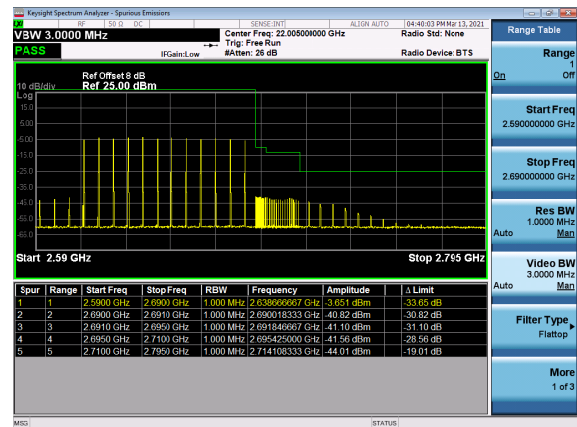 Keysight Spectrum Analyzer - Spurious Emissions
LXI RF 50 Ω DC SENSE:INT ALIGN AUTO 04:40:03 PM Mar 13, 2021
VBW 3.0000 MHz Center Freq: 22.005000000 GHz Radio Std: None
Trig: Free Run
PASS IFGain:Low #Atten: 26 dB Radio Device: BTS
Ref Offset 8 dB
10 dB/div Ref 25.00 dBm
Log
15.0
5.00
-5.00
-15.0
-25.0
-35.0
-45.0
-55.0
-65.0
Start 2.59 GHz Stop 2.795 GHz
Spur Range Start Freq Stop Freq RBW Frequency Amplitude Δ Limit
1 1 2.5900 GHz 2.6900 GHz 1.000 MHz 2.638666667 GHz -3.651 dBm -33.65 dB
2 2 2.6900 GHz 2.6910 GHz 1.000 MHz 2.690018333 GHz -40.82 dBm -30.82 dB
3 3 2.6910 GHz 2.6950 GHz 1.000 MHz 2.691846667 GHz -41.10 dBm -31.10 dB
4 4 2.6950 GHz 2.7100 GHz 1.000 MHz 2.695425000 GHz -41.56 dBm -28.56 dB
5 5 2.7100 GHz 2.7950 GHz 1.000 MHz 2.714108333 GHz -44.01 dBm -19.01 dB
MSG STATUS
Range Table
Range
1
On Off
Start Freq
2.590000000 GHz
Stop Freq
2.690000000 GHz
Res BW
1.0000 MHz
Auto Man
Video BW
3.0000 MHz
Auto Man
Filter Type
Flattop
More
1 of 3